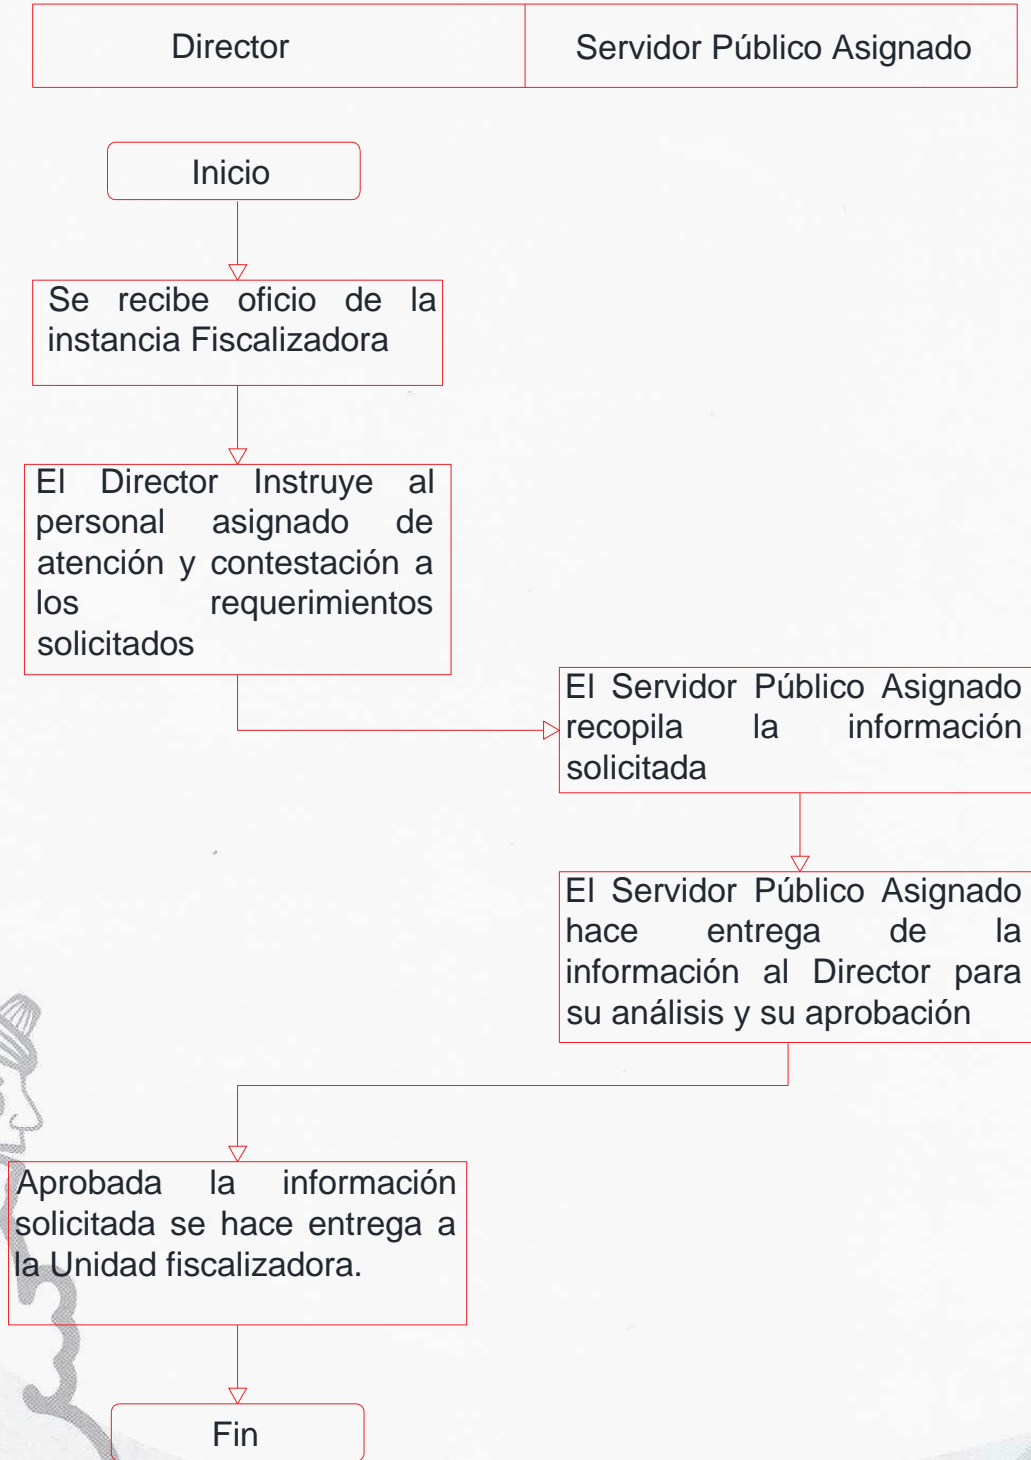 Director
Servidor Público Asignado
Inicio
Se recibe oficio de la
instancia Fiscalizadora
El Director Instruye al
personal asignado de
atención y contestación a
los requerimientos
solicitados
El Servidor Público Asignado
recopila la información
solicitada
El Servidor Público Asignado
hace entrega de la
información al Director para
su análisis y su aprobación
Aprobada la información
solicitada se hace entrega a
la Unidad fiscalizadora.
Fin